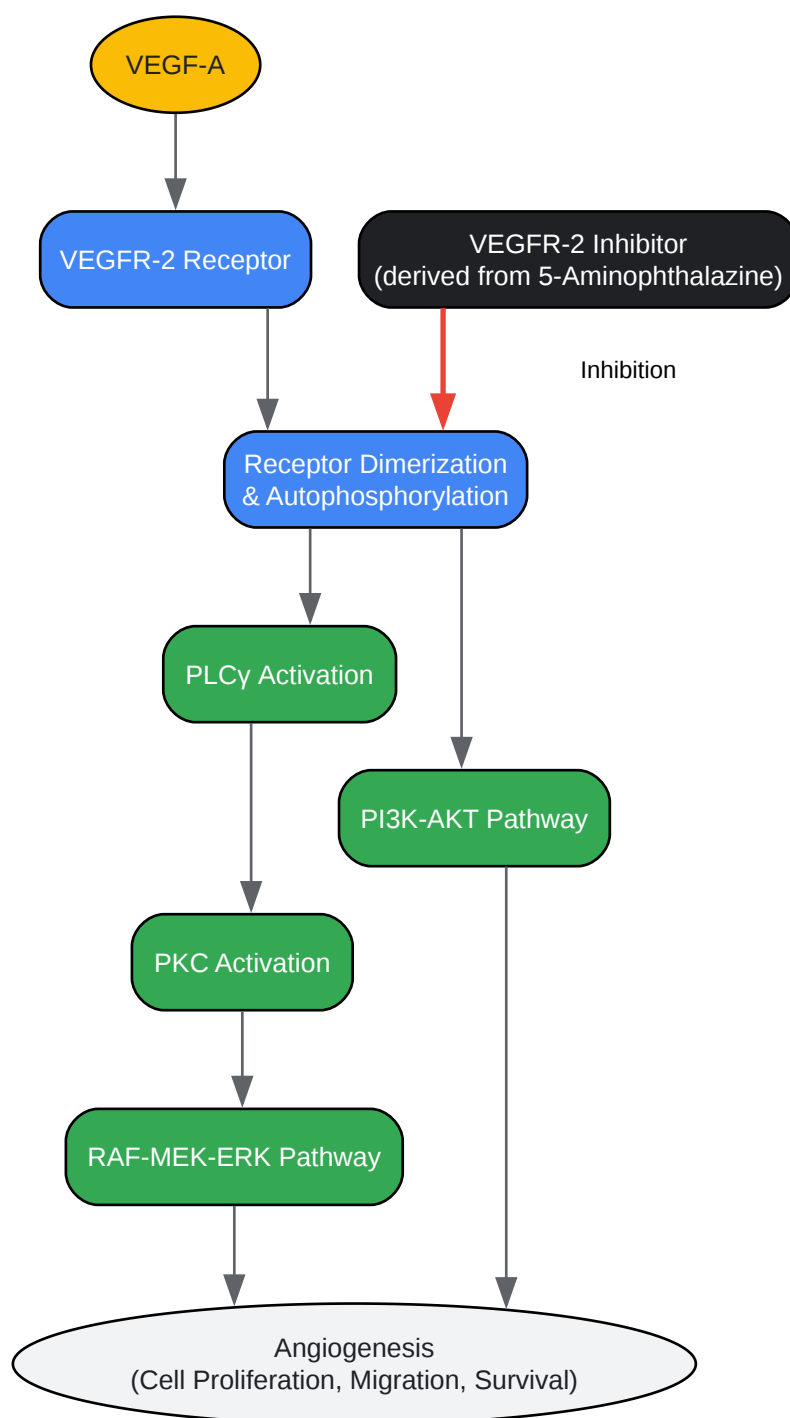 VEGF-A
VEGFR-2 Receptor
VEGFR-2 Inhibitor
(derived from 5-Aminophthalazine)
Inhibition
Receptor Dimerization
& Autophosphorylation
PLCγ Activation
PI3K-AKT Pathway
PKC Activation
RAF-MEK-ERK Pathway
Angiogenesis
(Cell Proliferation, Migration, Survival)